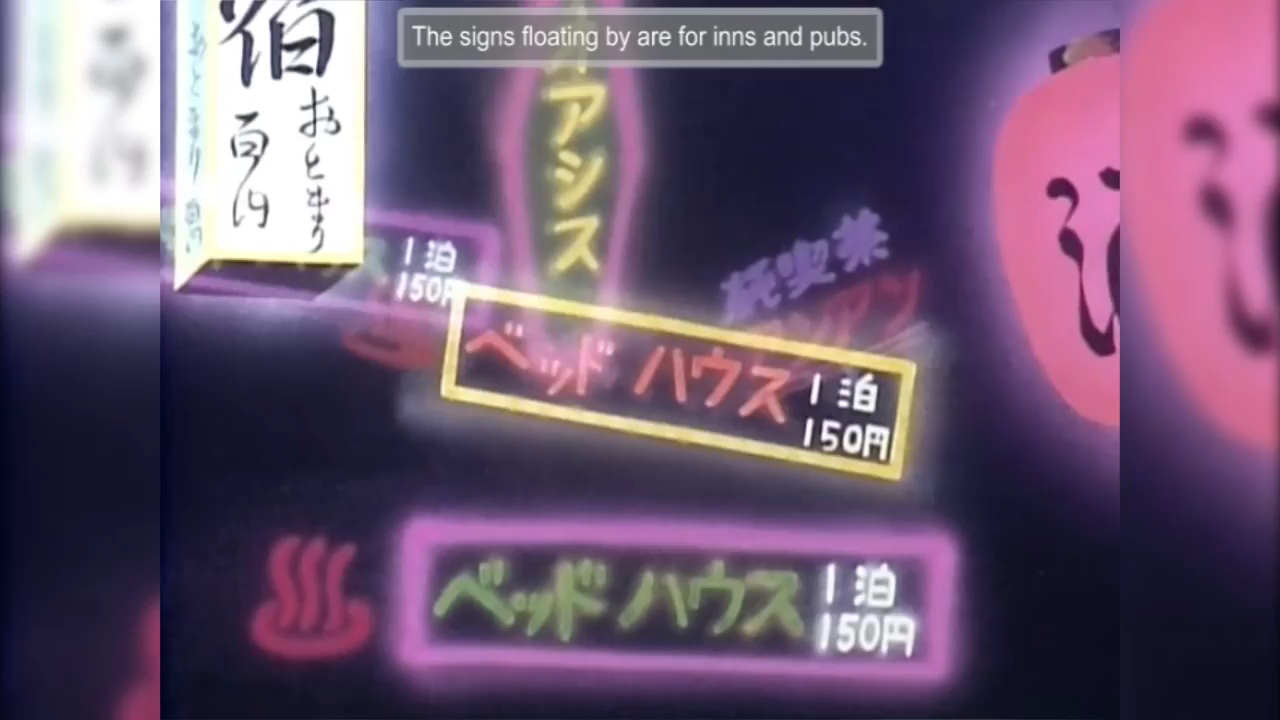 The signs floating by are for inns and pubs.
宿
おとまり
百円
オアシス
1泊
150円
純喫茶
ベッド ハウス 1泊
150円
ベッド ハウス 1泊
150円